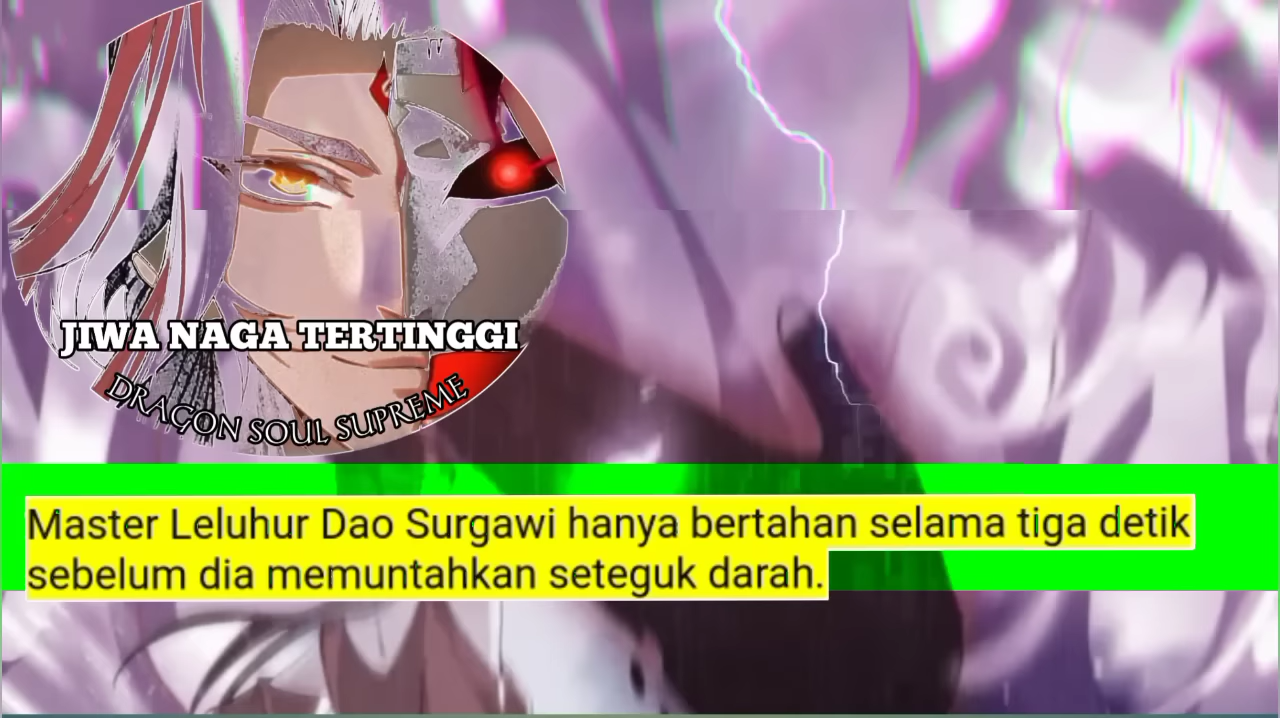 JIWA NAGA TERTINGGI
DRAGON SOUL SUPREME
Master Leluhur Dao Surgawi hanya bertahan selama tiga detik
sebelum dia memuntahkan seteguk darah.